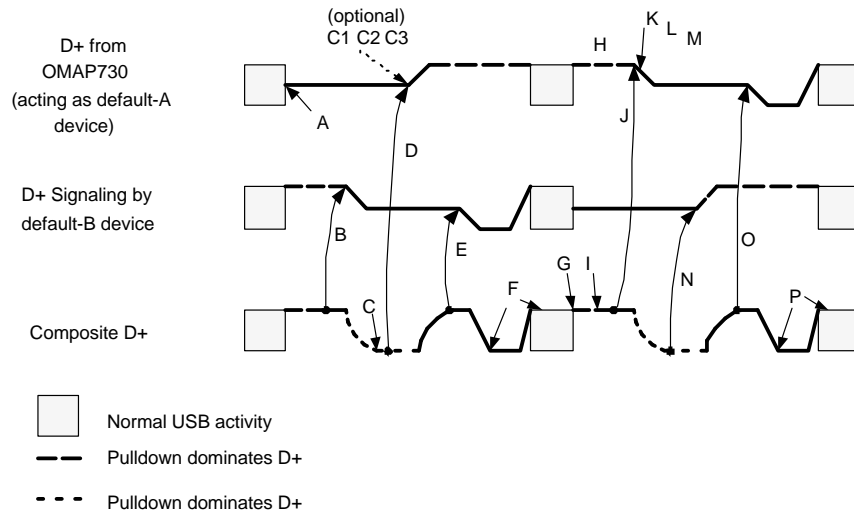 (optional)
C1 C2 C3
D+ from
OMAP730
(acting as default-A
device)
A
D
H
K
L
M
J
D+ Signaling by
default-B device
B
E
N
O
Composite D+
C
F
G
I
P
Normal USB activity
Pulldown dominates D+
Pulldown dominates D+